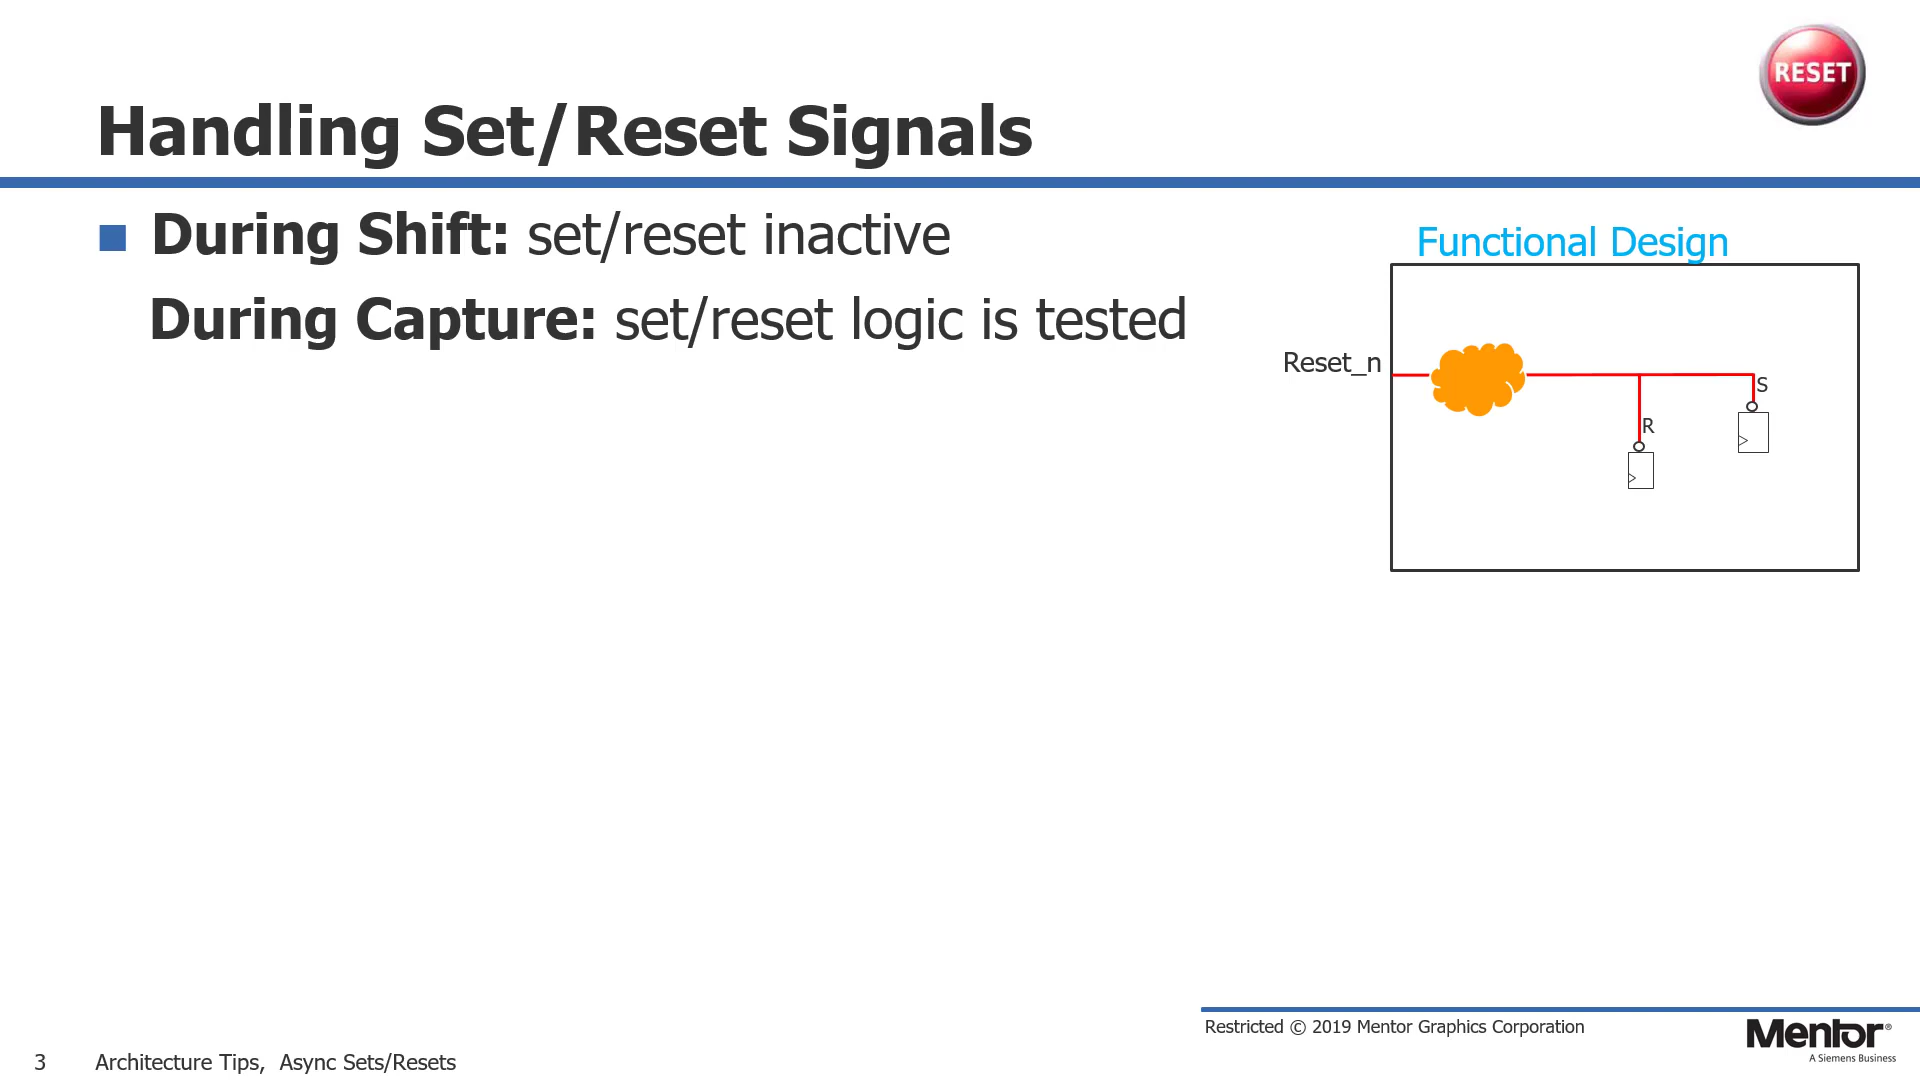 RESET
Handling Set/Reset Signals
During Shift: set/reset inactive
During Capture: set/reset logic is tested
Functional Design
Reset_n
S
R
Restricted © 2019 Mentor Graphics Corporation
Mentor®
A Siemens Business
3 Architecture Tips, Async Sets/Resets